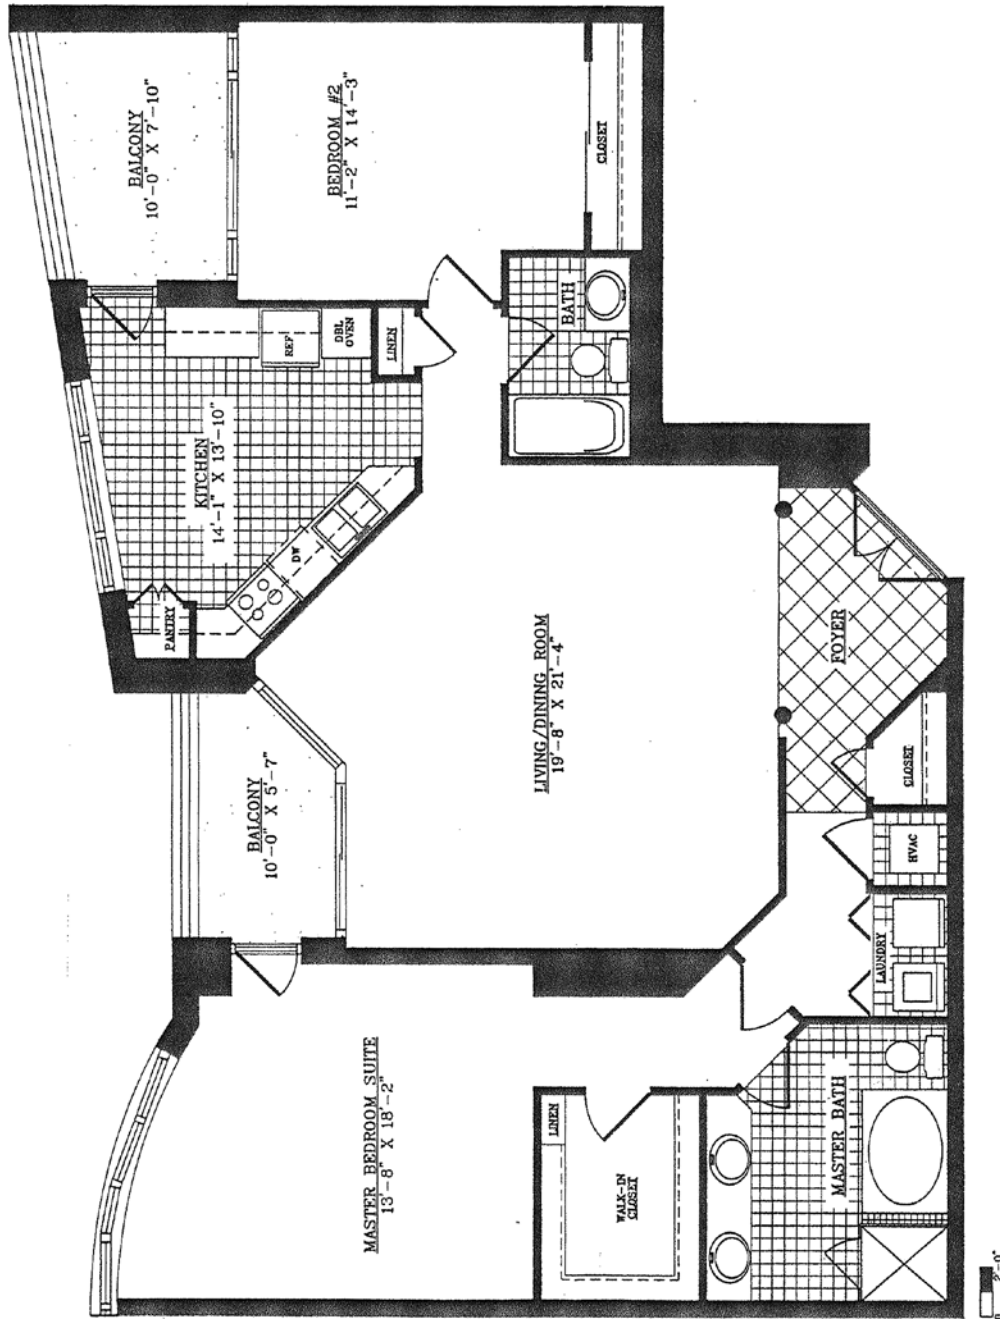 BALCONY
10'-0" X 7'-10"
BEDROOM #2
11'-2" X 14'-3"
CLOSET
BATH
LINEN
DBL
OVEN
REF
KITCHEN
14'-1" X 13'-10"
DW
PANTRY
BALCONY
10'-0" X 5'-7"
LIVING/DINING ROOM
19'-8" X 21'-4"
FOYER
CLOSET
HVAC
LAUNDRY
MASTER BEDROOM SUITE
13'-8" X 18'-2"
LINEN
WALK-IN
CLOSET
MASTER BATH